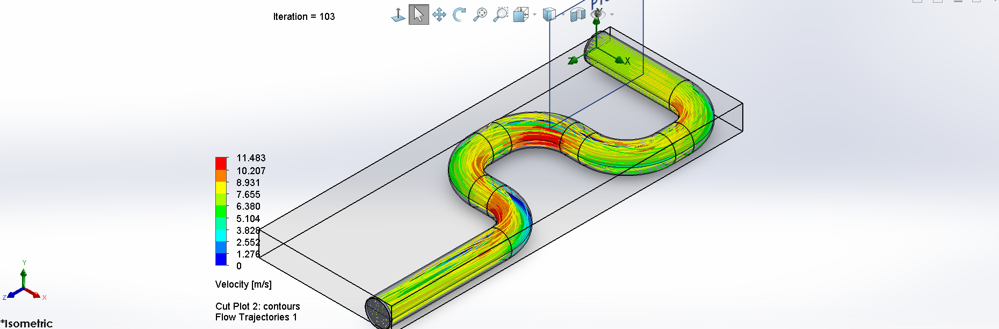 Iteration = 103
Y
Z
X
11.483
10.207
8.931
7.655
6.380
5.104
3.828
2.552
1.276
0
Velocity [m/s]
Cut Plot 2: contours
Flow Trajectories 1
Y
Z
X
*Isometric